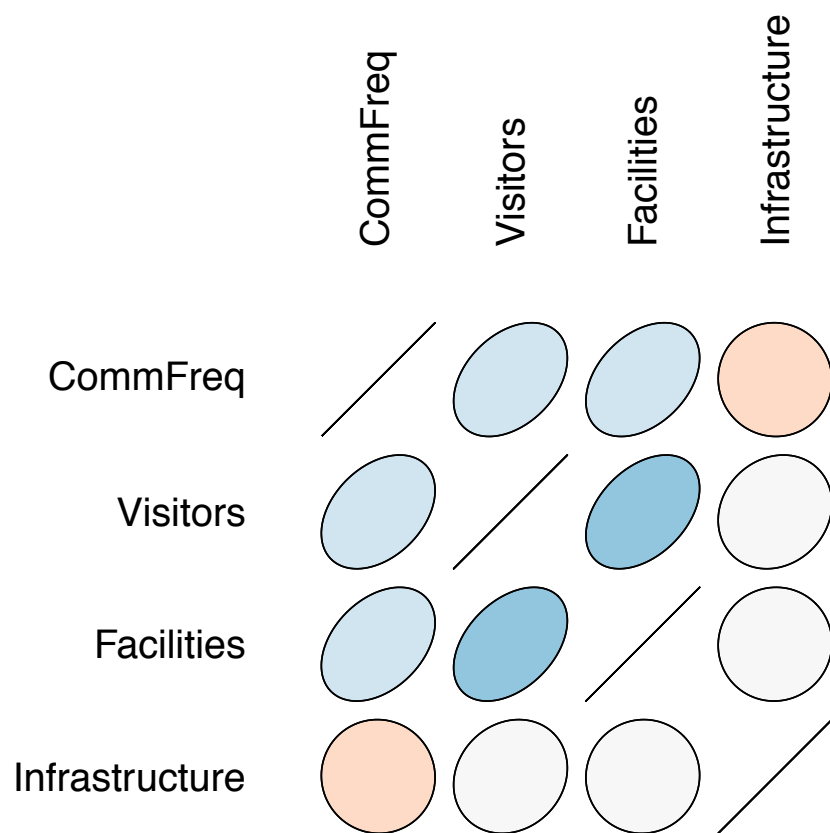 CommFreq
Visitors
Facilities
Infrastructure
CommFreq
Visitors
Facilities
Infrastructure